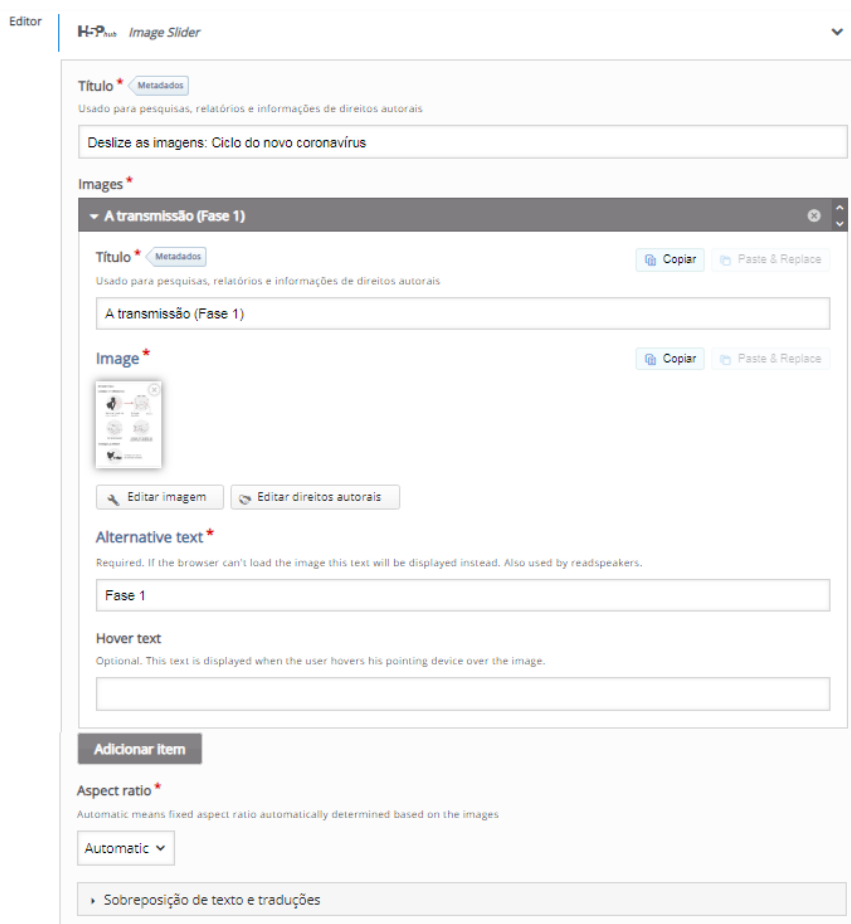 Editor
H5P hub Image Slider
Título * Metadados
Usado para pesquisas, relatórios e informações de direitos autorais
Deslize as imagens: Ciclo do novo coronavírus
Images *
A transmissão (Fase 1)
Título * Metadados
Copiar
Paste & Replace
Usado para pesquisas, relatórios e informações de direitos autorais
A transmissão (Fase 1)
Image *
Copiar
Paste & Replace
Editar imagem
Editar direitos autorais
Alternative text *
Required. If the browser can't load the image this text will be displayed instead. Also used by readspeakers.
Fase 1
Hover text
Optional. This text is displayed when the user hovers his pointing device over the image.
Adicionar item
Aspect ratio *
Automatic means fixed aspect ratio automatically determined based on the images
Automatic
Sobreposição de texto e traduções